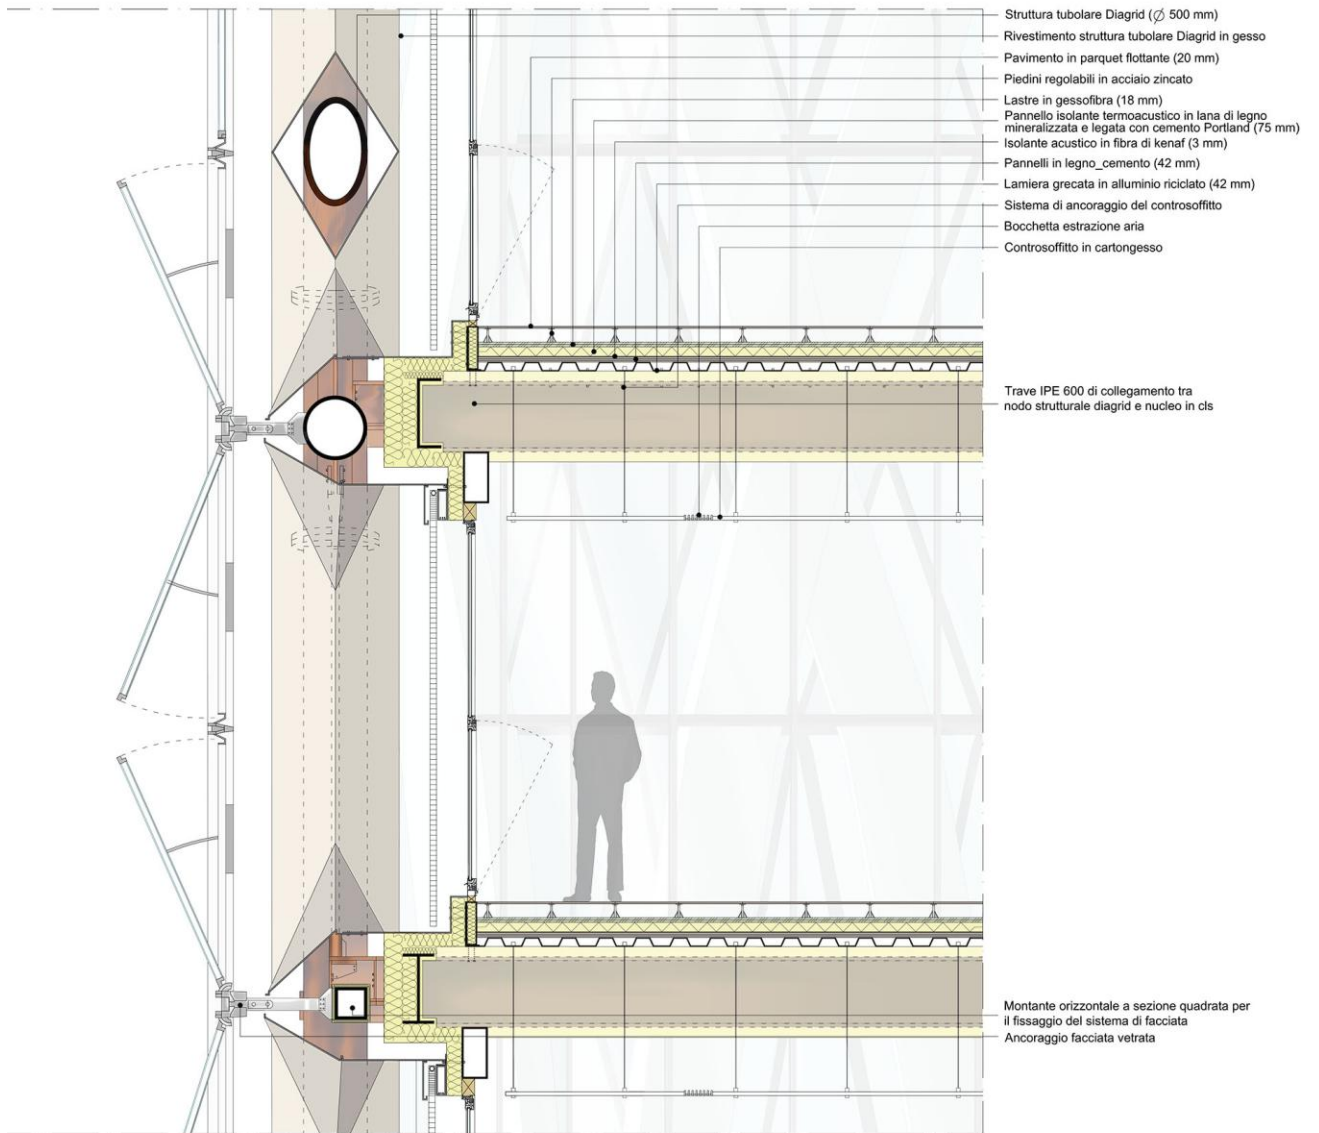 Struttura tubolare Diagrid (∅ 500 mm)
Rivestimento struttura tubolare Diagrid in gesso
Pavimento in parquet flottante (20 mm)
Piedini regolabili in acciaio zincato
Lastre in gessofibra (18 mm)
Pannello isolante termoacustico in lana di legno
mineralizzata e legata con cemento Portland (75 mm)
Isolante acustico in fibra di kenaf (3 mm)
Pannelli in legno_cemento (42 mm)
Lamiera grecata in alluminio riciclato (42 mm)
Sistema di ancoraggio del controsoffitto
Bocchetta estrazione aria
Controsoffitto in cartongesso
Trave IPE 600 di collegamento tra
nodo strutturale diagrid e nucleo in cls
Montante orizzontale a sezione quadrata per
il fissaggio del sistema di facciata
Ancoraggio facciata vetrata